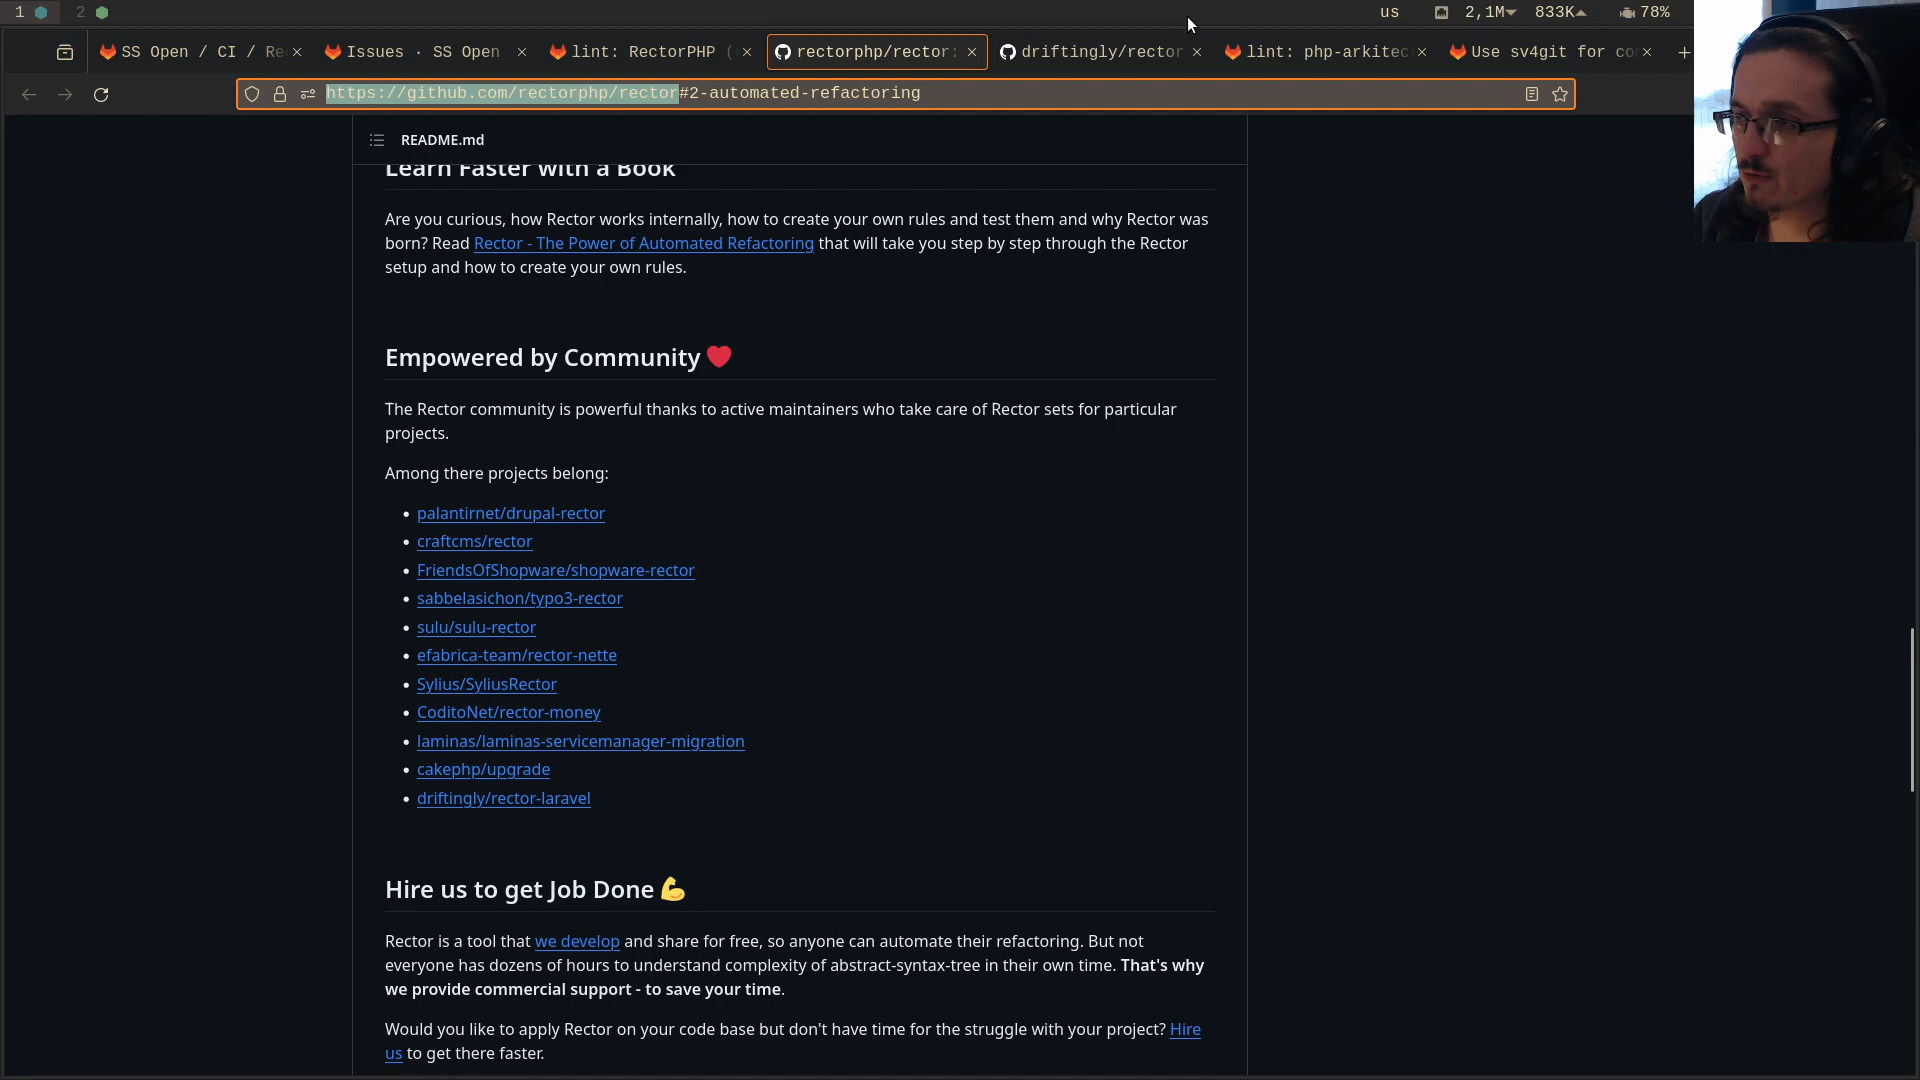 1 2 us 2,1M 833K 78%
SS Open / CI / Re Issues · SS Open lint: RectorPHP ( rectorphp/rector: driftingly/rector lint: php-arkitec Use sv4git for co
https://github.com/rectorphp/rector#2-automated-refactoring
README.md
Learn Faster with a Book
Are you curious, how Rector works internally, how to create your own rules and test them and why Rector was
born? Read Rector - The Power of Automated Refactoring that will take you step by step through the Rector
setup and how to create your own rules.
Empowered by Community ❤️
The Rector community is powerful thanks to active maintainers who take care of Rector sets for particular
projects.
Among there projects belong:
• palantirnet/drupal-rector
• craftcms/rector
• FriendsOfShopware/shopware-rector
• sabbelasichon/typo3-rector
• sulu/sulu-rector
• efabrica-team/rector-nette
• Sylius/SyliusRector
• CoditoNet/rector-money
• laminas/laminas-servicemanager-migration
• cakephp/upgrade
• driftingly/rector-laravel
Hire us to get Job Done 💪
Rector is a tool that we develop and share for free, so anyone can automate their refactoring. But not
everyone has dozens of hours to understand complexity of abstract-syntax-tree in their own time. That's why
we provide commercial support - to save your time.
Would you like to apply Rector on your code base but don't have time for the struggle with your project? Hire
us to get there faster.